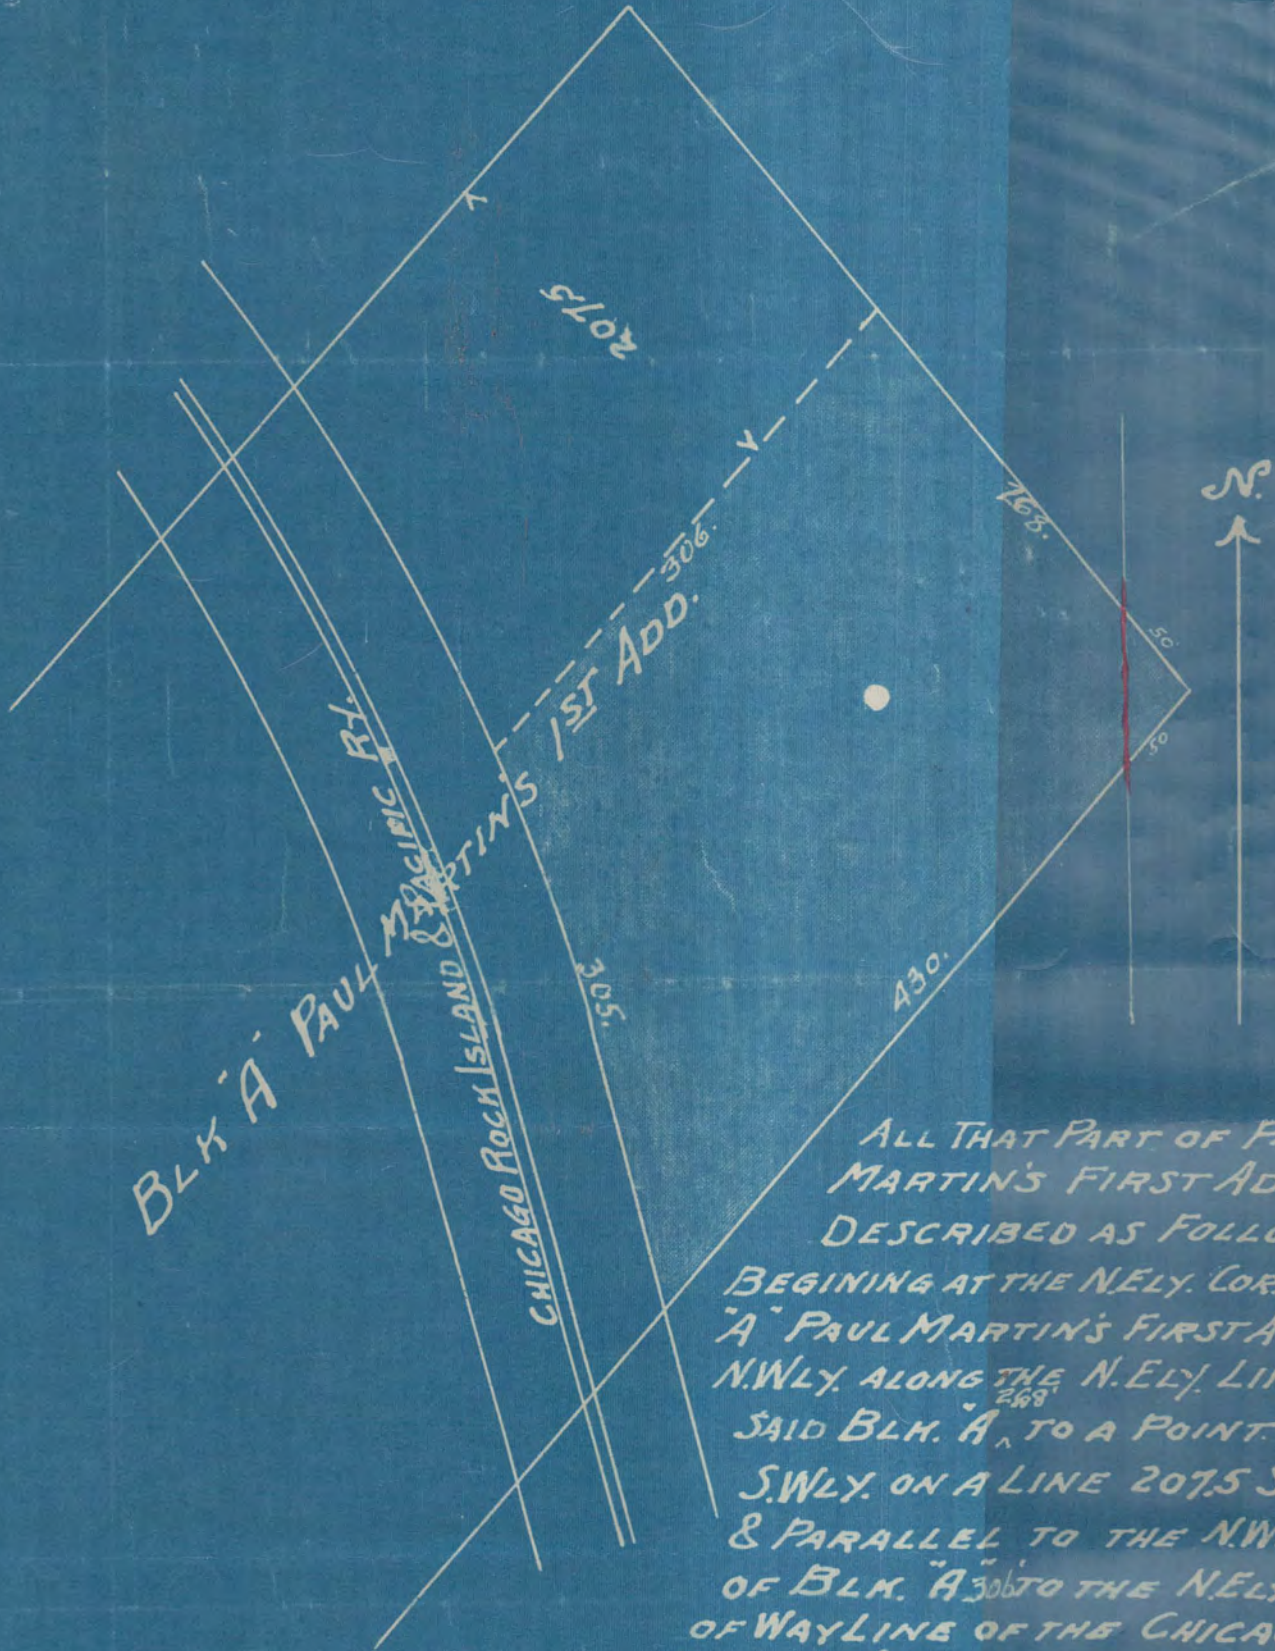 2075
306.
268.
N.
50
50
BLK "A" PAUL MARTIN'S 1ST ADD.
CHICAGO ROCK ISLAND & PACIFIC RY.
305.
430.
ALL THAT PART OF
MARTIN'S FIRST AD
DESCRIBED AS FOLLO
BEGINING AT THE N.ELY. COR
"A" PAUL MARTIN'S FIRST A
N.WLY. ALONG THE N.ELY. LI
268'
SAID BLK. "A" ^ TO A POINT.
S.WLY. ON A LINE 207.5 S
& PARALLEL TO THE N.W
OF BLK. "A" 306' TO THE N.EL
OF WAY LINE OF THE CHICA